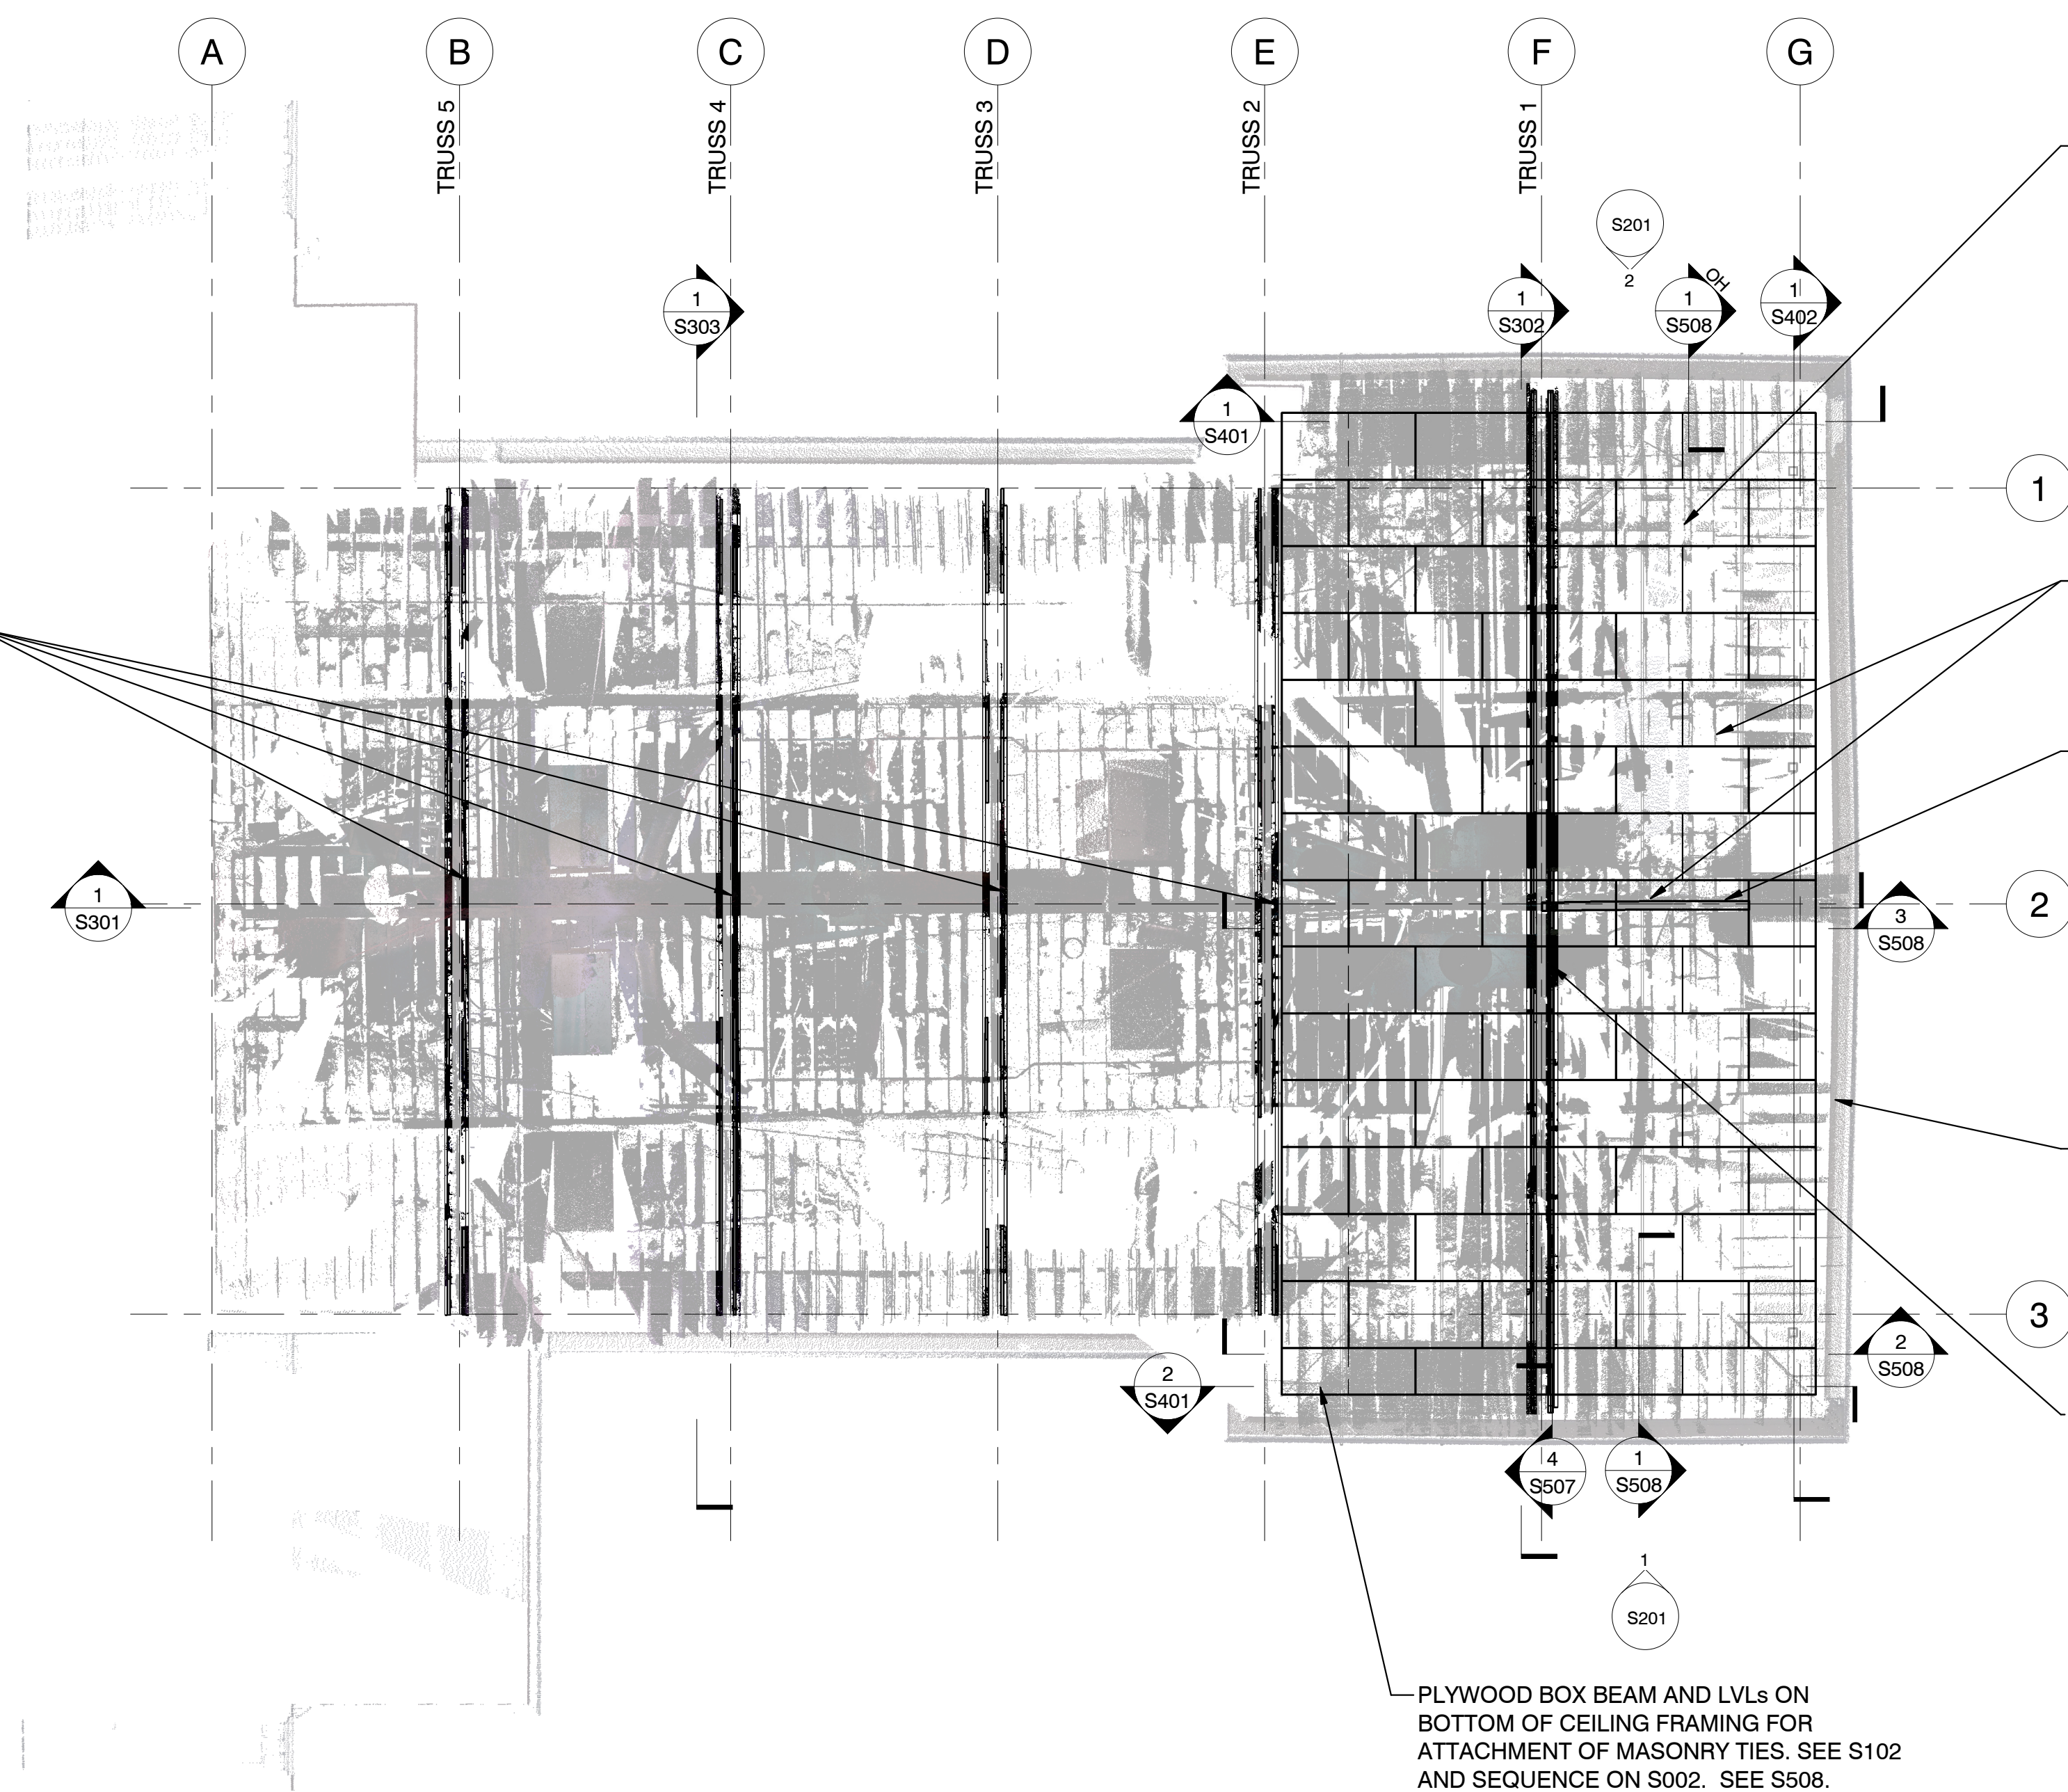 A
B
C
D
E
F
G
TRUSS 5
TRUSS 4
TRUSS 3
TRUSS 2
TRUSS 1
S201
2
1
S303
1
S302
1
S508
OH
1
S402
1
S401
1
1
S301
2
3
S508
3
2
S508
2
S401
4
S507
1
S508
1
S201
PLYWOOD BOX BEAM AND LVLs ON
BOTTOM OF CEILING FRAMING FOR
ATTACHMENT OF MASONRY TIES. SEE S102
AND SEQUENCE ON S002. SEE S508.